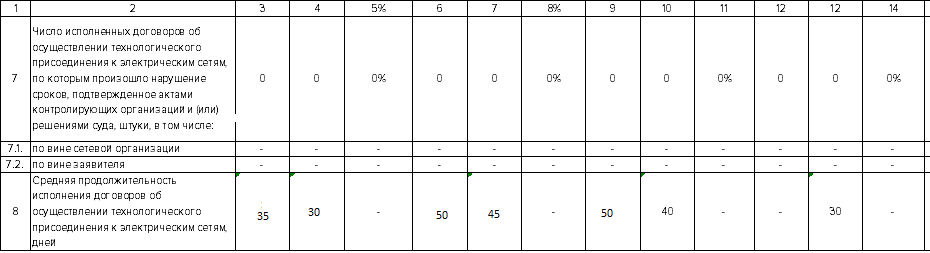 1 2 3 4 5% 6 7 8% 9 10 11% 12 12 14
Число исполненных договоров об
осуществлении технологического
присоединения к электрическим сетям,
7 по которым произошло нарушение 0 0 0% 0 0 0% 0 0 0% 0 0 0%
сроков, подтвержденное актами
контролирующих организаций и (или)
решениями суда, штуки, в том числе:
7.1. по вине сетевой организации - - - - - - - - - - - -
7.2. по вине заявителя - - - - - - - - - - - -
Средняя продолжительность
исполнения договоров об
8 осуществлении технологического 35 30 - 50 45 - 50 40 - - 30 -
присоединения к электрическим сетям,
дней